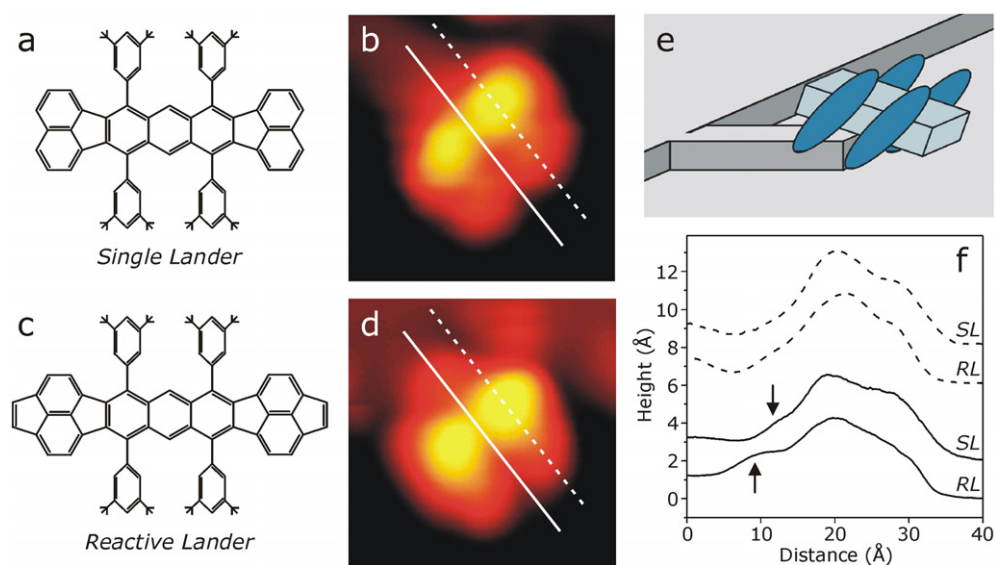 a
Single Lander
b
c
Reactive Lander
d
e
f
Height (Å)
12
10
8
6
4
2
0
SL
RL
SL
RL
0
10
20
30
40
Distance (Å)